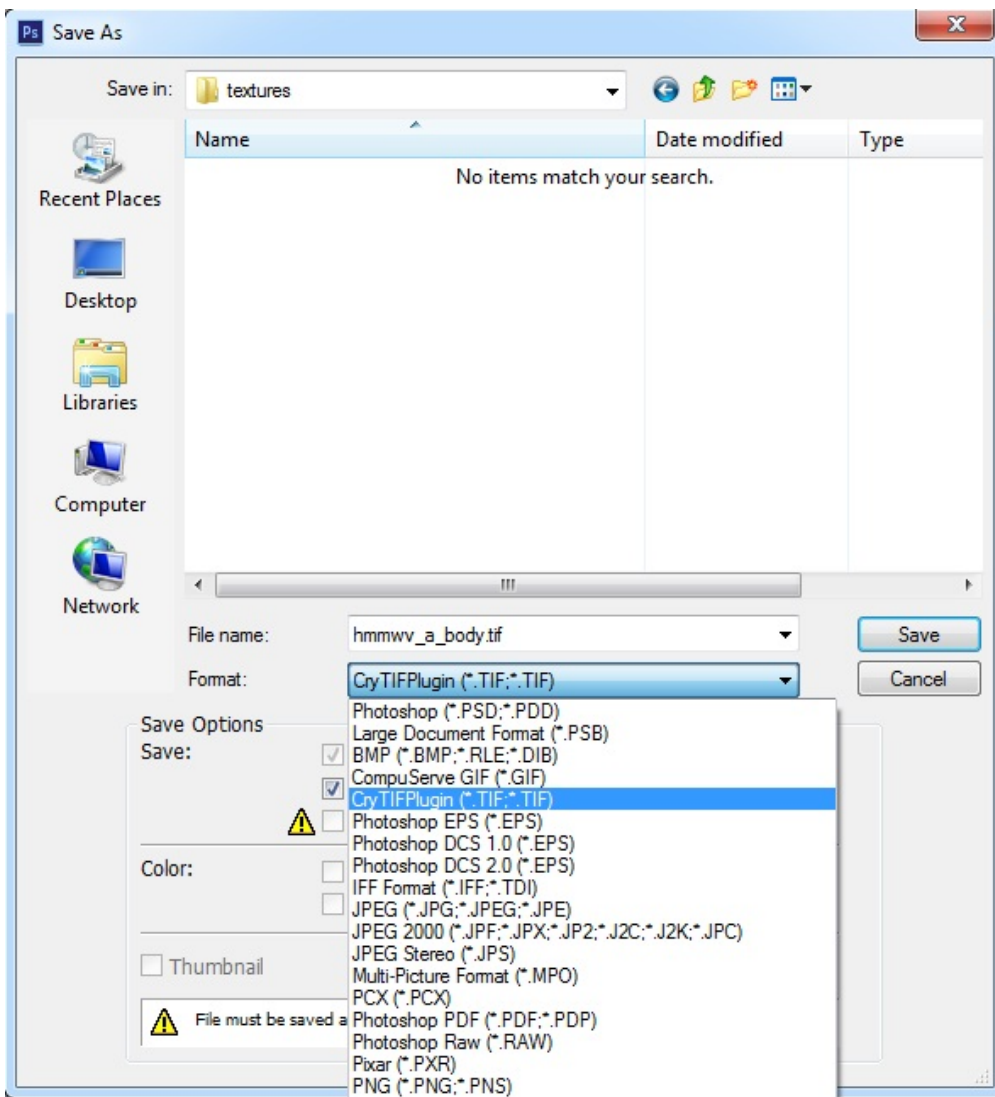 Ps Save As
Save in: textures
Name Date modified Type
No items match your search.
Recent Places
Desktop
Libraries
Computer
Network
File name: hmmwv_a_body.tif Save
Format: CryTIFPlugin (*.TIF;*.TIF) Cancel
Save Options
Save:
Color:
Thumbnail
File must be saved a
Photoshop (*.PSD;*.PDD)
Large Document Format (*.PSB)
BMP (*.BMP;*.RLE;*.DIB)
CompuServe GIF (*.GIF)
CryTIFPlugin (*.TIF;*.TIF)
Photoshop EPS (*.EPS)
Photoshop DCS 1.0 (*.EPS)
Photoshop DCS 2.0 (*.EPS)
IFF Format (*.IFF;*.TDI)
JPEG (*.JPG;*.JPEG;*.JPE)
JPEG 2000 (*.JPF;*.JPX;*.JP2;*.J2C;*.J2K;*.JPC)
JPEG Stereo (*.JPS)
Multi-Picture Format (*.MPO)
PCX (*.PCX)
Photoshop PDF (*.PDF;*.PDP)
Photoshop Raw (*.RAW)
Pixar (*.PXR)
PNG (*.PNG;*.PNS)